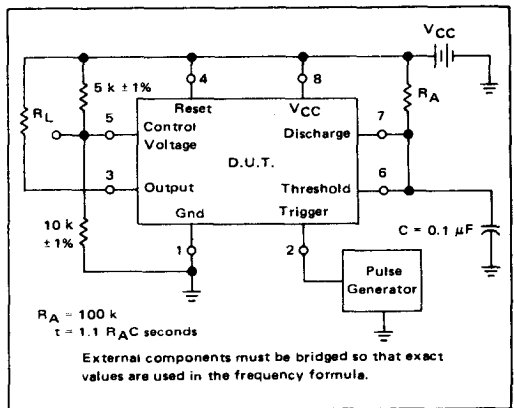 VCC
5 k ± 1%
4
8
RA
Reset
VCC
7
RL
5
Control
Voltage
Discharge
D.U.T.
6
3
Output
Threshold
Gnd
Trigger
10 k
± 1%
1
2
C = 0.1 µF
Pulse
Generator
RA = 100 k
t = 1.1 RAC seconds
External components must be bridged so that exact
values are used in the frequency formula.